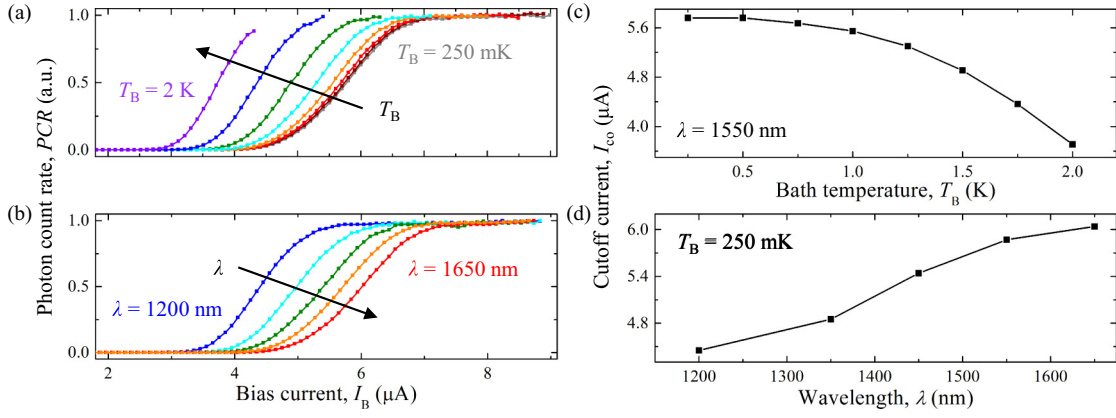 (a)
1.0
0.5
0.0
T_B = 2 K
T_B = 250 mK
T_B
Photon count rate, PCR (a.u.)
(b)
1.0
0.5
0.0
λ = 1200 nm
λ
λ = 1650 nm
2 4 6 8
Bias current, I_B (μA)
(c)
5.6
4.8
3.6
λ = 1550 nm
0.5 1.0 1.5 2.0
Bath temperature, T_B (K)
Cutoff current, I_co (μA)
(d)
6.0
5.4
4.8
T_B = 250 mK
1200 1300 1400 1500 1600
Wavelength, λ (nm)